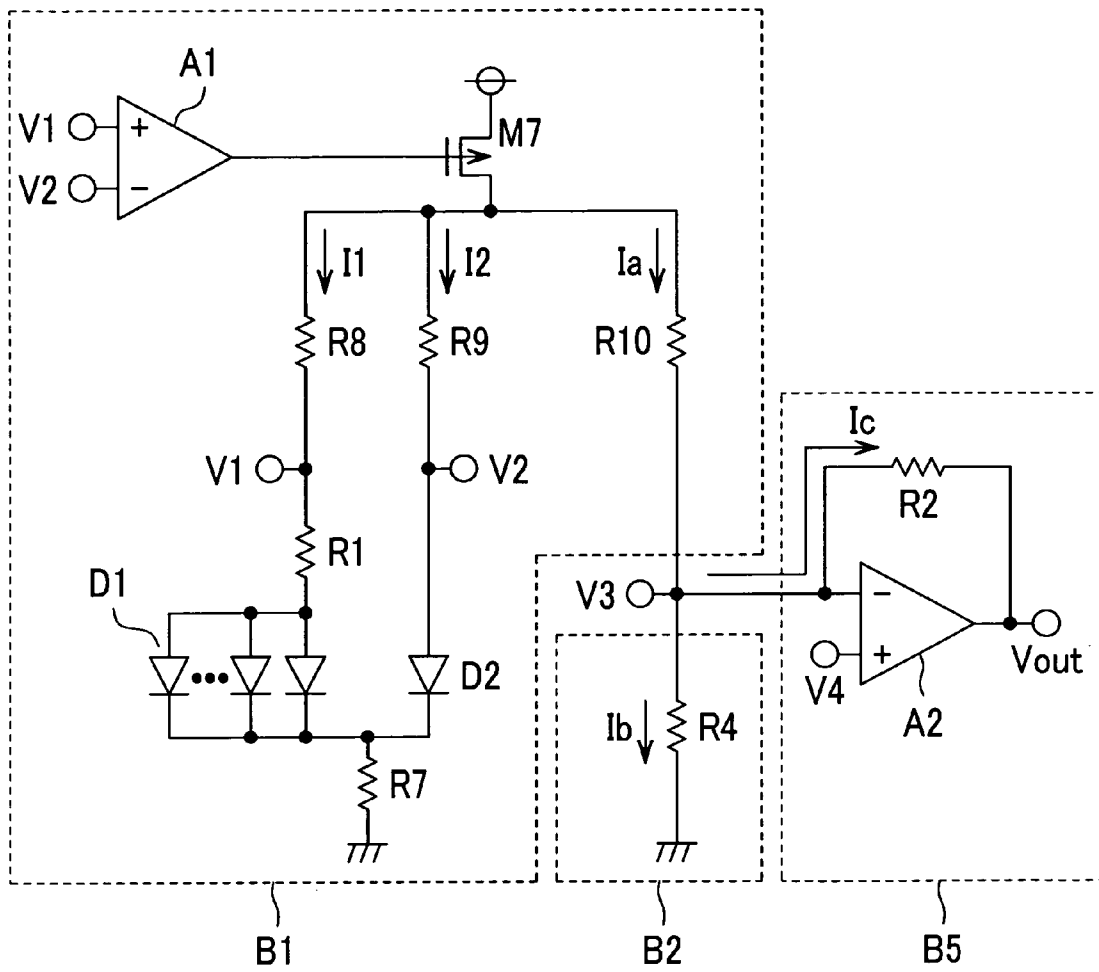 A1
V1
+
M7
V2
−
I1
I2
Ia
R8
R9
R10
Ic
V1
V2
R2
R1
D1
V3
−
D2
V4
+
Vout
Ib
R4
A2
R7
B1
B2
B5